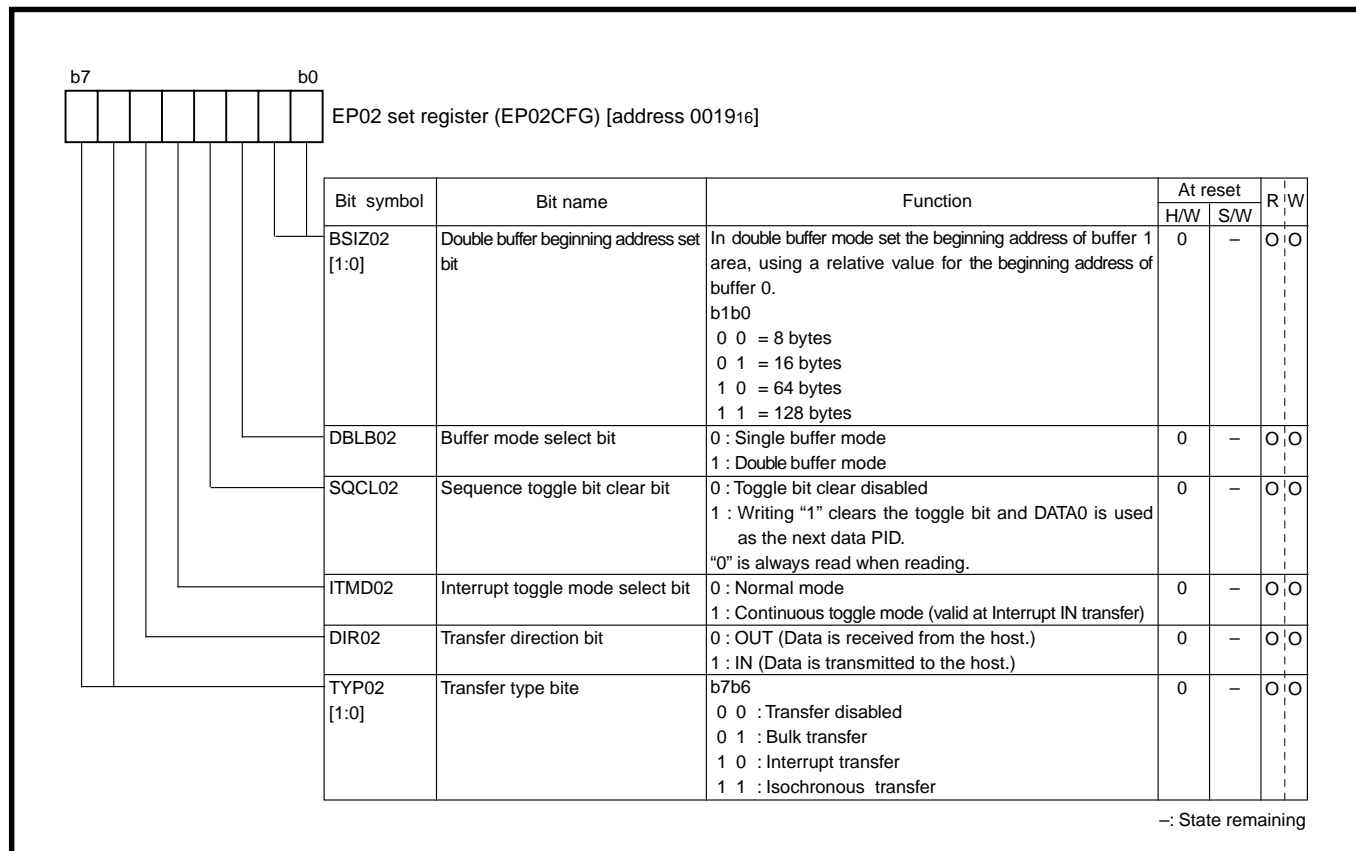 b7 b0
EP02 set register (EP02CFG) [address 001916]
Bit symbol Bit name Function At reset R W
H/W S/W
BSIZ02 Double buffer beginning address set In double buffer mode set the beginning address of buffer 1 0 – O O
[1:0] bit area, using a relative value for the beginning address of
buffer 0.
b1b0
0 0 = 8 bytes
0 1 = 16 bytes
1 0 = 64 bytes
1 1 = 128 bytes
DBLB02 Buffer mode select bit 0 : Single buffer mode 0 – O O
1 : Double buffer mode
SQCL02 Sequence toggle bit clear bit 0 : Toggle bit clear disabled 0 – O O
1 : Writing “1” clears the toggle bit and DATA0 is used
as the next data PID.
“0” is always read when reading.
ITMD02 Interrupt toggle mode select bit 0 : Normal mode 0 – O O
1 : Continuous toggle mode (valid at Interrupt IN transfer)
DIR02 Transfer direction bit 0 : OUT (Data is received from the host.) 0 – O O
1 : IN (Data is transmitted to the host.)
TYP02 Transfer type bite b7b6 0 – O O
[1:0] 0 0 : Transfer disabled
0 1 : Bulk transfer
1 0 : Interrupt transfer
1 1 : Isochronous transfer
–: State remaining